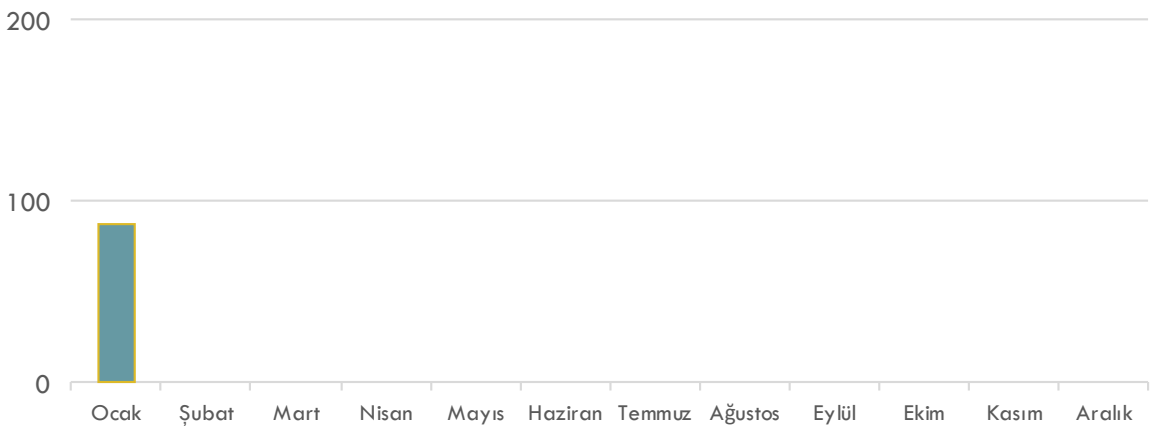 200
100
0
Ocak Şubat Mart Nisan Mayıs Haziran Temmuz Ağustos Eylül Ekim Kasım Aralık